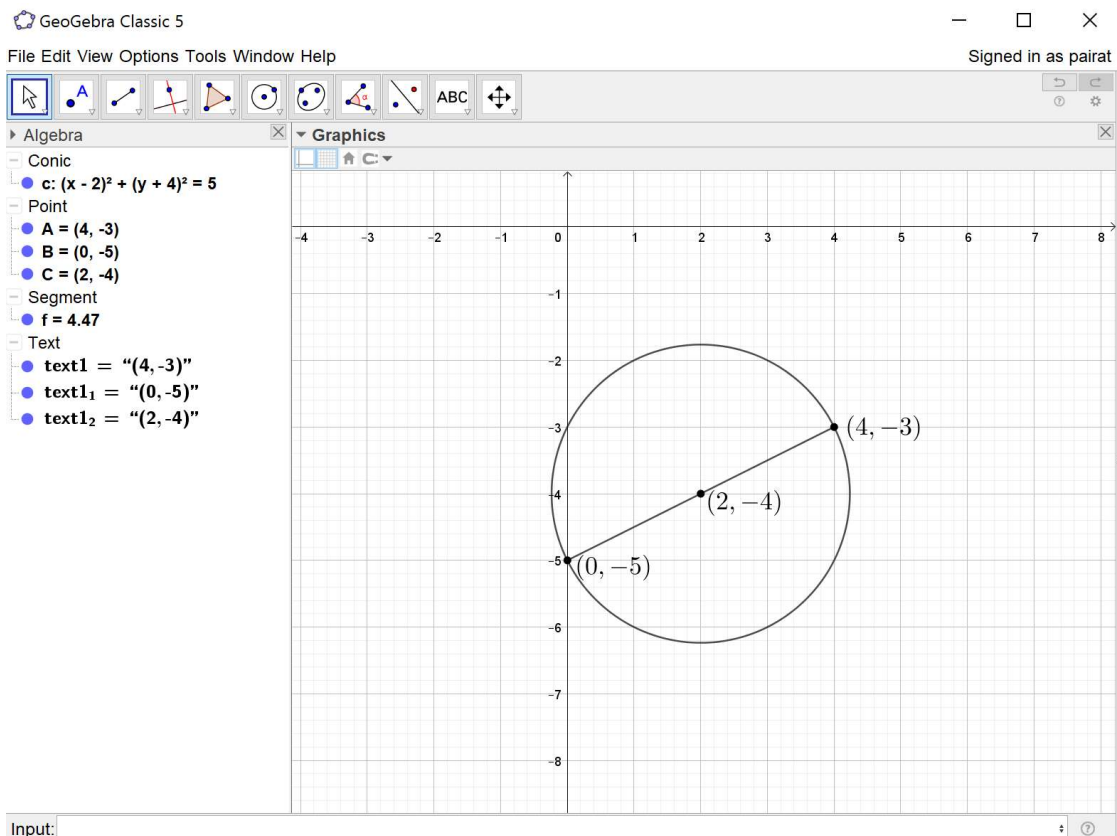 GeoGebra Classic 5
File Edit View Options Tools Window Help
Signed in as pairat
A
α
ABC
Algebra
Graphics
Conic
c: (x - 2)² + (y + 4)² = 5
Point
A = (4, -3)
B = (0, -5)
C = (2, -4)
Segment
f = 4.47
Text
text1 = “(4,-3)”
text1₁ = “(0,-5)”
text1₂ = “(2,-4)”
−4 −3 −2 −1 0 1 2 3 4 5 6 7 8
−1
−2
−3
(4, −3)
−4
(2, −4)
−5
(0, −5)
−6
−7
−8
Input: